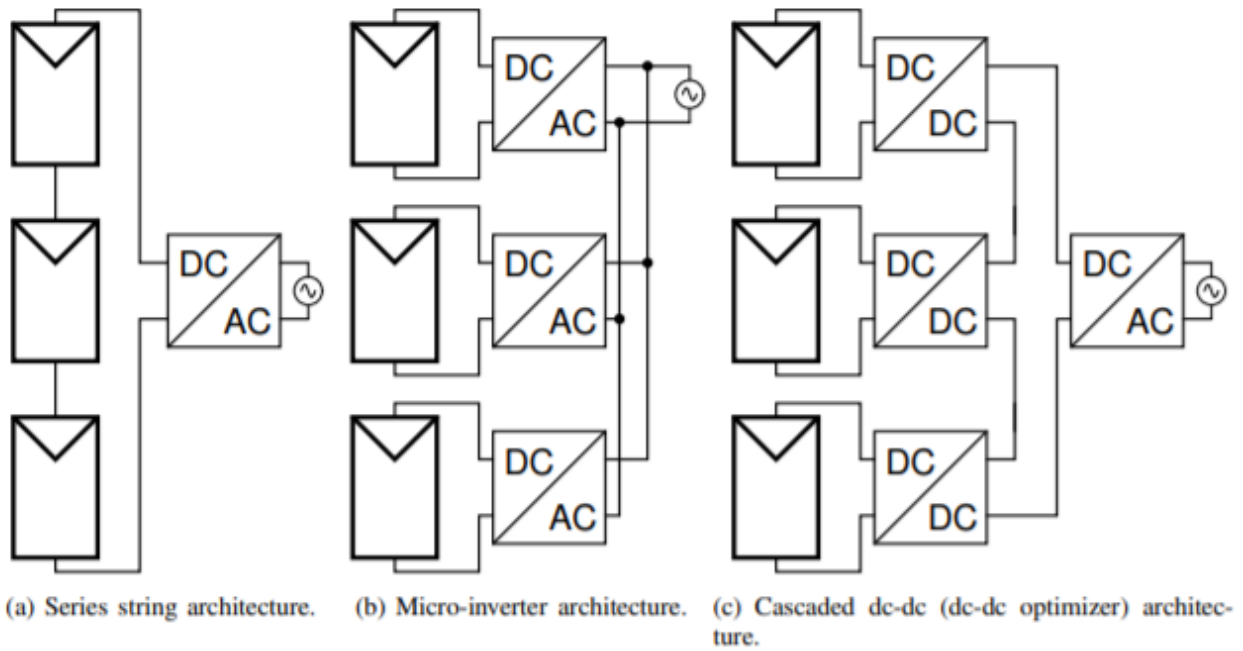 DC
AC
DC
AC
DC
AC
DC
AC
DC
DC
DC
DC
DC
DC
DC
AC
(a) Series string architecture.
(b) Micro-inverter architecture.
(c) Cascaded dc-dc (dc-dc optimizer) architec-
ture.